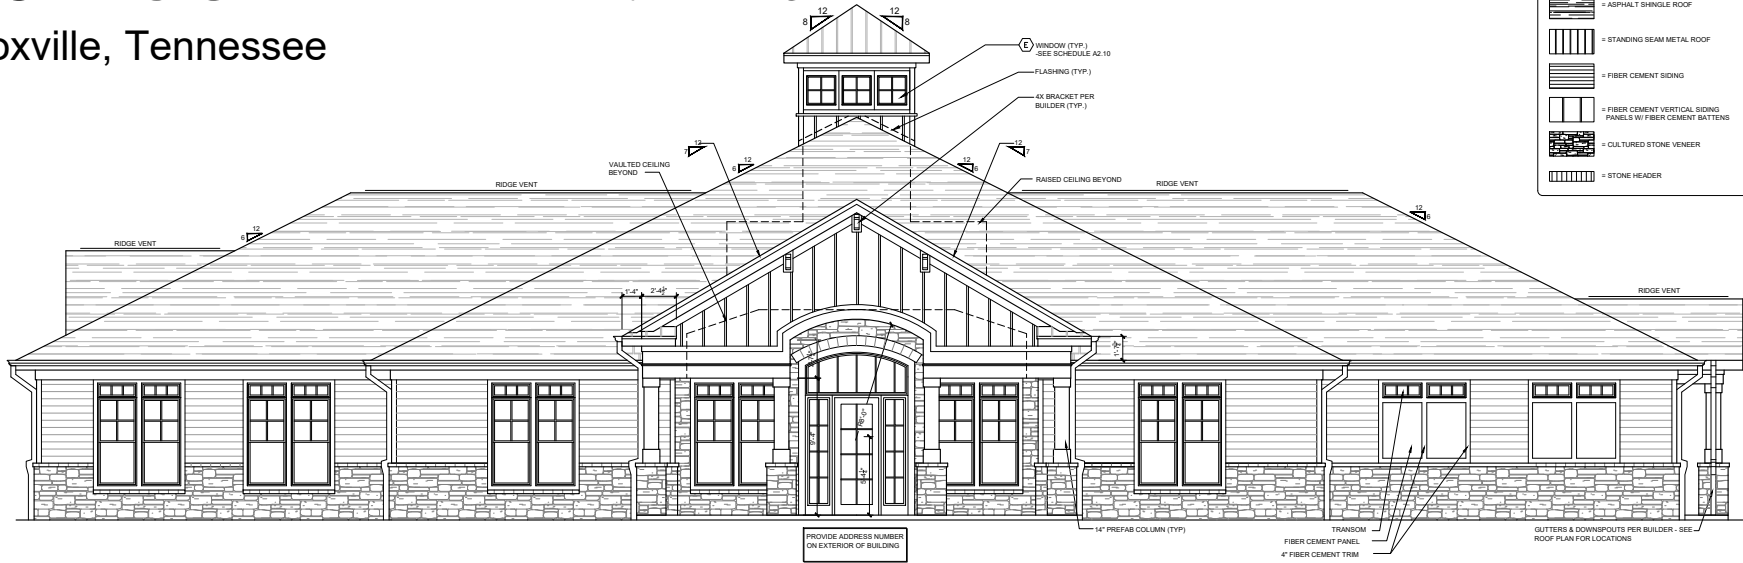 oxville, Tennessee
= ASPHALT SHINGLE ROOF
= STANDING SEAM METAL ROOF
= FIBER CEMENT SIDING
= FIBER CEMENT VERTICAL SIDING
PANELS W/ FIBER CEMENT BATTENS
= CULTURED STONE VENEER
= STONE HEADER
12
8
12
8
E
WINDOW (TYP.)
-SEE SCHEDULE A2.10
FLASHING (TYP.)
4X BRACKET PER
BUILDER (TYP.)
12
7
12
6
12
6
12
7
VAULTED CEILING
BEYOND
RAISED CEILING BEYOND
RIDGE VENT
RIDGE VENT
12
6
12
6
RIDGE VENT
RIDGE VENT
1'-4"
2'-4½"
9'-4"
5'-4½"
14" PREFAB COLUMN (TYP)
TRANSOM
FIBER CEMENT PANEL
4" FIBER CEMENT TRIM
GUTTERS & DOWNSPOUTS PER BUILDER - SEE
ROOF PLAN FOR LOCATIONS
PROVIDE ADDRESS NUMBER
ON EXTERIOR OF BUILDING